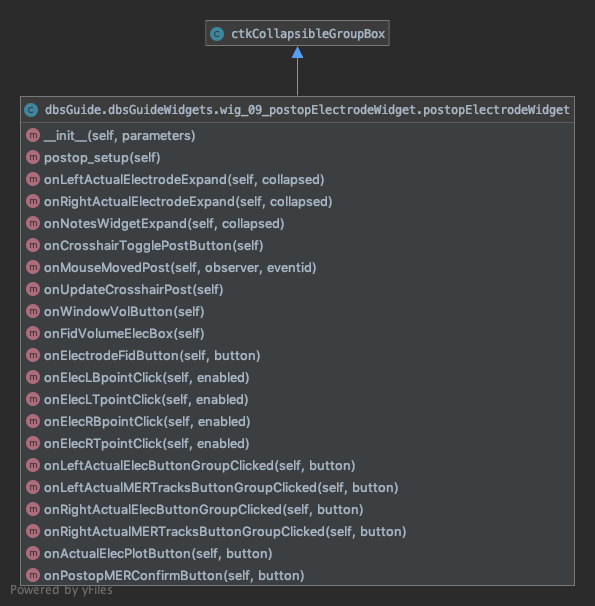 C ctkCollapsibleGroupBox
C dbsGuide.dbsGuideWidgets.wig_09_postopElectrodeWidget.postopElectrodeWidget
m __init__(self, parameters)
m postop_setup(self)
m onLeftActualElectrodeExpand(self, collapsed)
m onRightActualElectrodeExpand(self, collapsed)
m onNotesWidgetExpand(self, collapsed)
m onCrosshairTogglePostButton(self)
m onMouseMovedPost(self, observer, eventid)
m onUpdateCrosshairPost(self)
m onWindowVolButton(self)
m onFidVolumeElecBox(self)
m onElectrodeFidButton(self, button)
m onElecLBpointClick(self, enabled)
m onElecLTpointClick(self, enabled)
m onElecRBpointClick(self, enabled)
m onElecRTpointClick(self, enabled)
m onLeftActualElecButtonGroupClicked(self, button)
m onLeftActualMERTracksButtonGroupClicked(self, button)
m onRightActualElecButtonGroupClicked(self, button)
m onRightActualMERTracksButtonGroupClicked(self, button)
m onActualElecPlotButton(self, button)
m onPostopMERConfirmButton(self, button)
Powered by yFiles